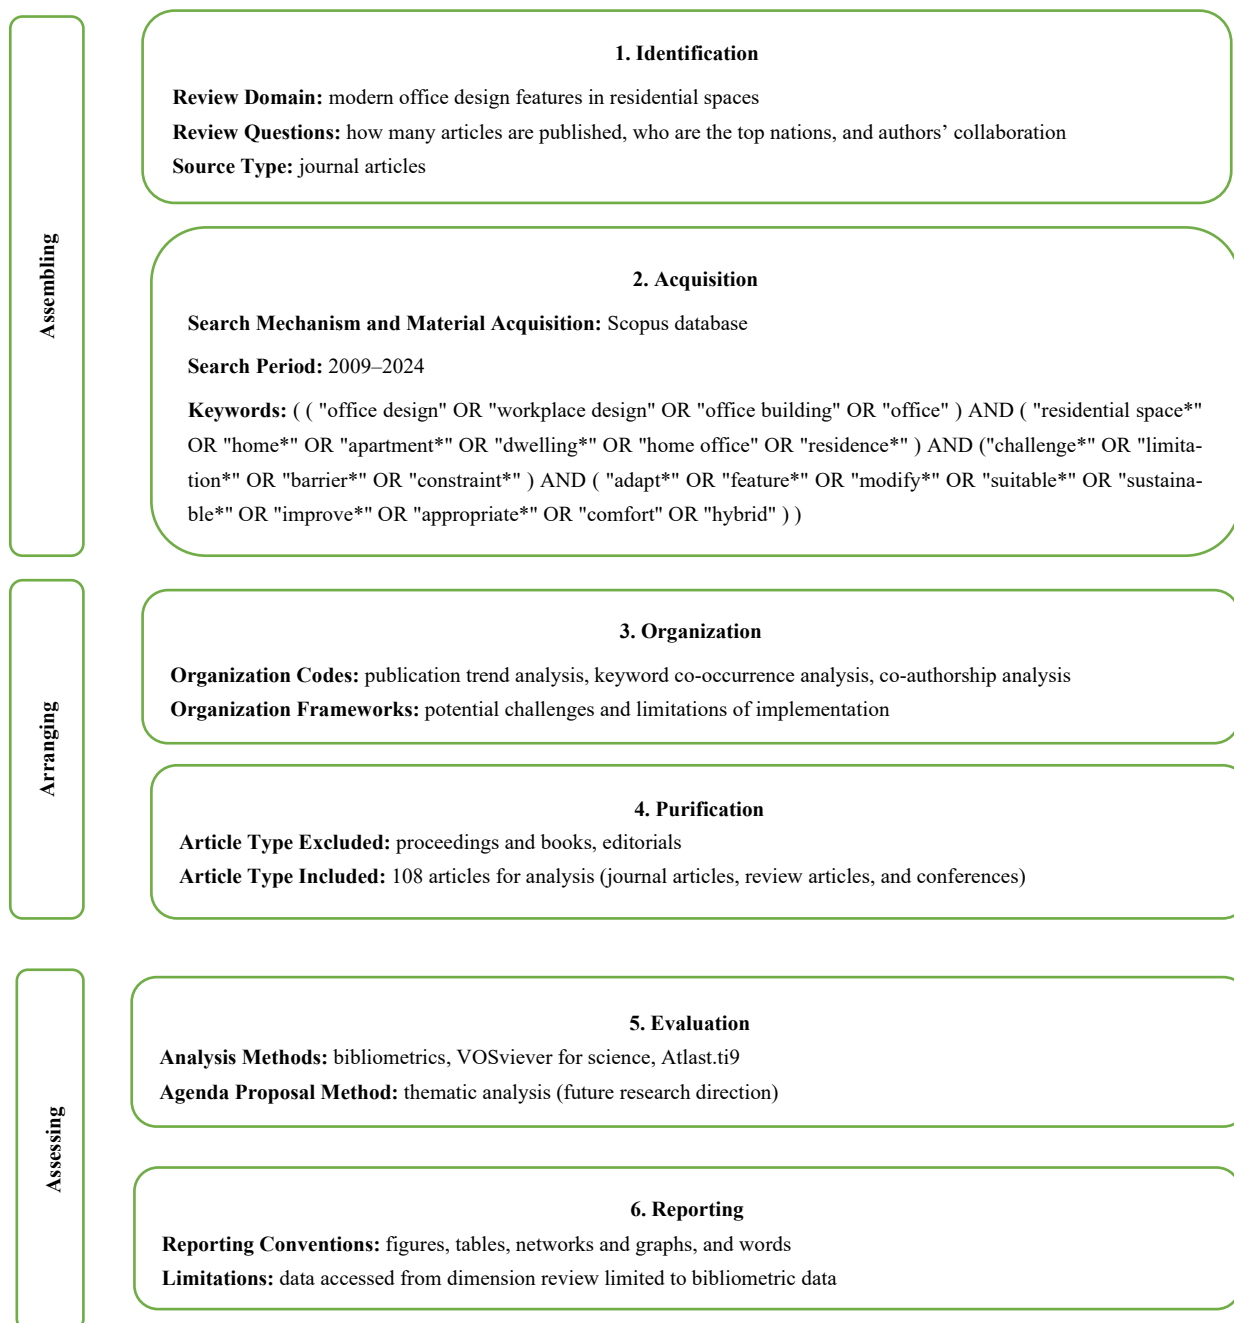 Assembling
1. Identification
Review Domain: modern office design features in residential spaces
Review Questions: how many articles are published, who are the top nations, and authors’ collaboration
Source Type: journal articles
2. Acquisition
Search Mechanism and Material Acquisition: Scopus database
Search Period: 2009–2024
Keywords: ( ( "office design" OR "workplace design" OR "office building" OR "office" ) AND ( "residential space*"
OR "home*" OR "apartment*" OR "dwelling*" OR "home office" OR "residence*" ) AND ("challenge*" OR "limita-
tion*" OR "barrier*" OR "constraint*" ) AND ( "adapt*" OR "feature*" OR "modify*" OR "suitable*" OR "sustaina-
ble*" OR "improve*" OR "appropriate*" OR "comfort" OR "hybrid" ) )
Arranging
3. Organization
Organization Codes: publication trend analysis, keyword co-occurrence analysis, co-authorship analysis
Organization Frameworks: potential challenges and limitations of implementation
4. Purification
Article Type Excluded: proceedings and books, editorials
Article Type Included: 108 articles for analysis (journal articles, review articles, and conferences)
Assessing
5. Evaluation
Analysis Methods: bibliometrics, VOSviever for science, Atlast.ti9
Agenda Proposal Method: thematic analysis (future research direction)
6. Reporting
Reporting Conventions: figures, tables, networks and graphs, and words
Limitations: data accessed from dimension review limited to bibliometric data